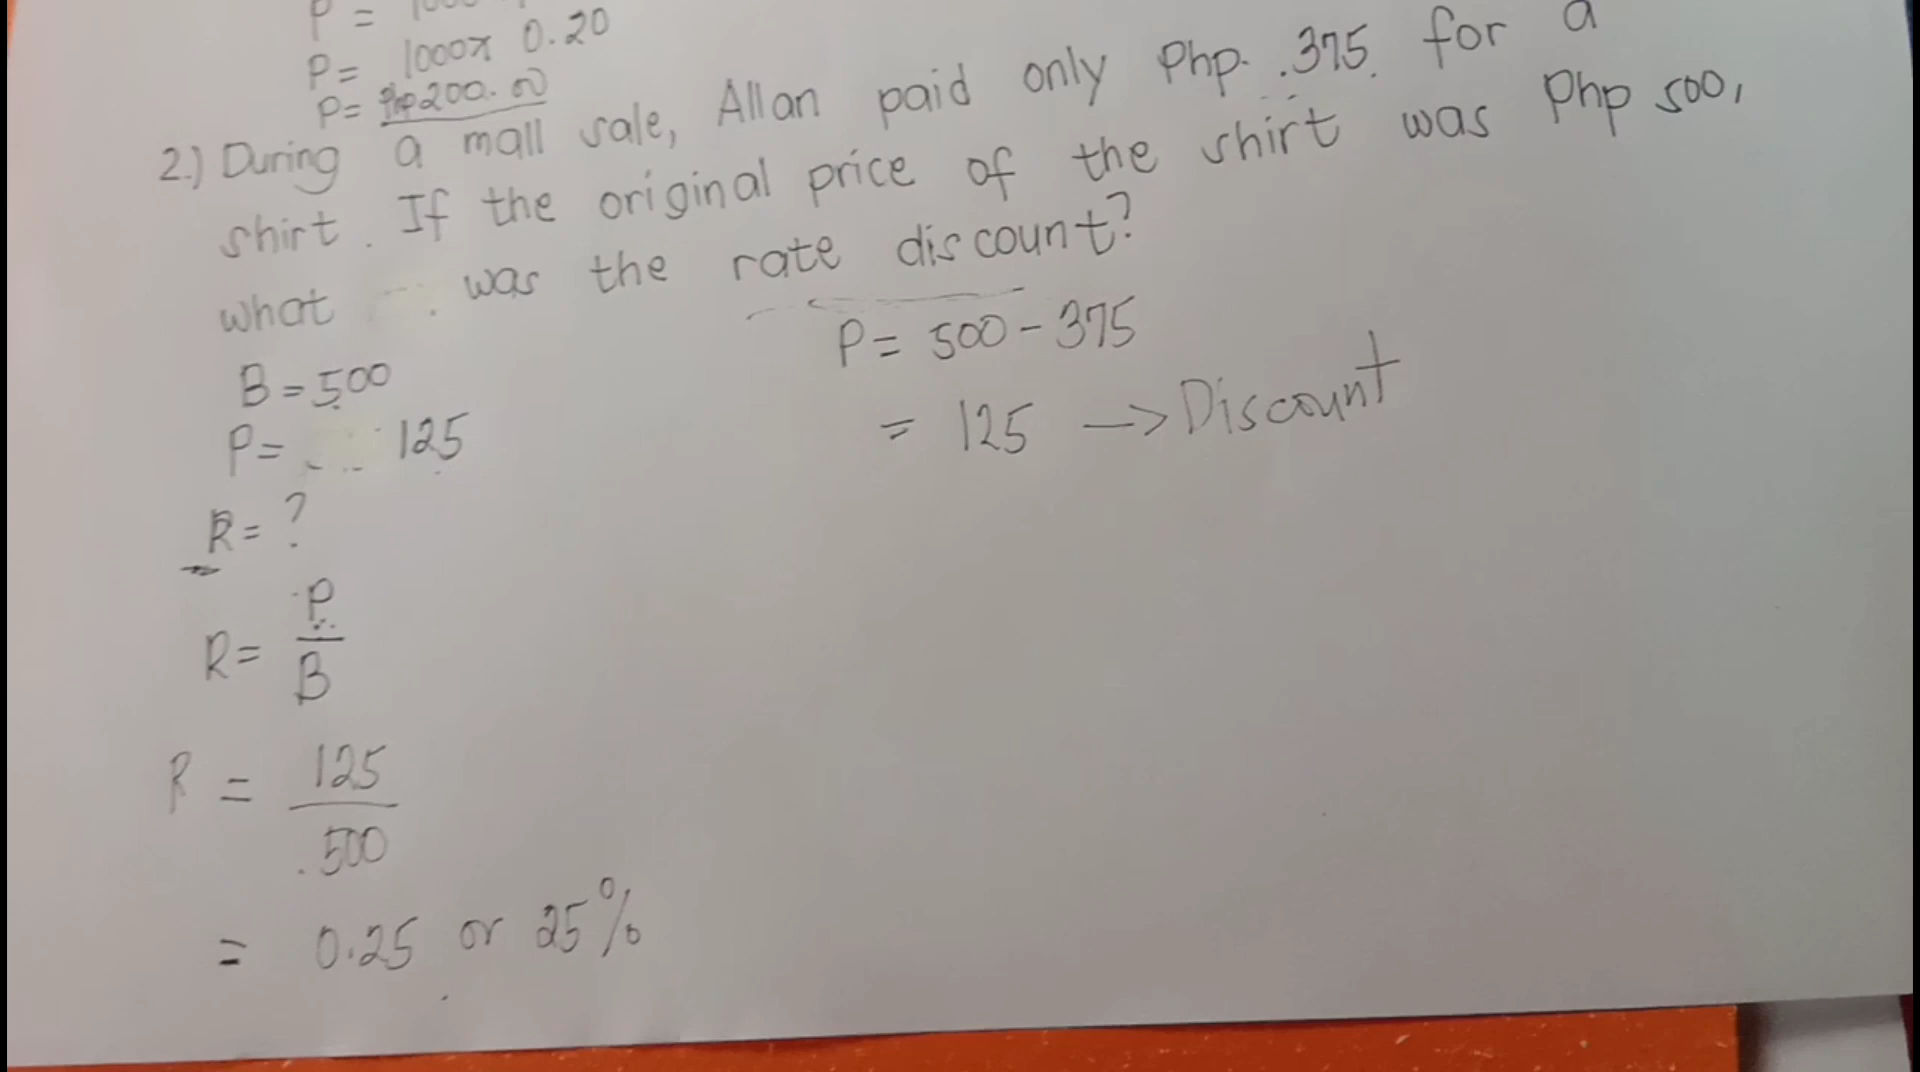 P =
P= 1000x 0.20
P= Php200.00
2.) During a mall sale, Allan paid only Php. 375. for a
shirt. If the original price of the shirt was Php 500,
what was the rate discount?
P= 500-375
B=500
= 125 -> Discount
P= 125
R=?
R= P
B
R = 125
500
= 0.25 or 25%